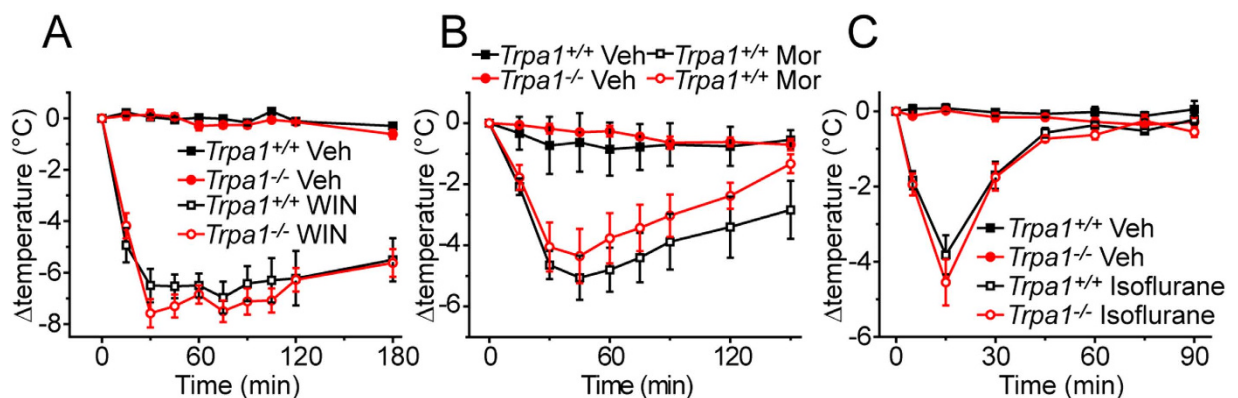 A
Δtemperature (°C)
0
-2
-4
-6
-8
Trpa1+/+ Veh
Trpa1-/- Veh
Trpa1+/+ WIN
Trpa1-/- WIN
0 60 120 180
Time (min)
B
Trpa1+/+ Veh Trpa1+/+ Mor
Trpa1-/- Veh Trpa1+/+ Mor
Δtemperature (°C)
0
-2
-4
-6
0 60 120
Time (min)
C
Δtemperature (°C)
0
-2
-4
-6
Trpa1+/+ Veh
Trpa1-/- Veh
Trpa1+/+ Isoflurane
Trpa1-/- Isoflurane
0 30 60 90
Time (min)